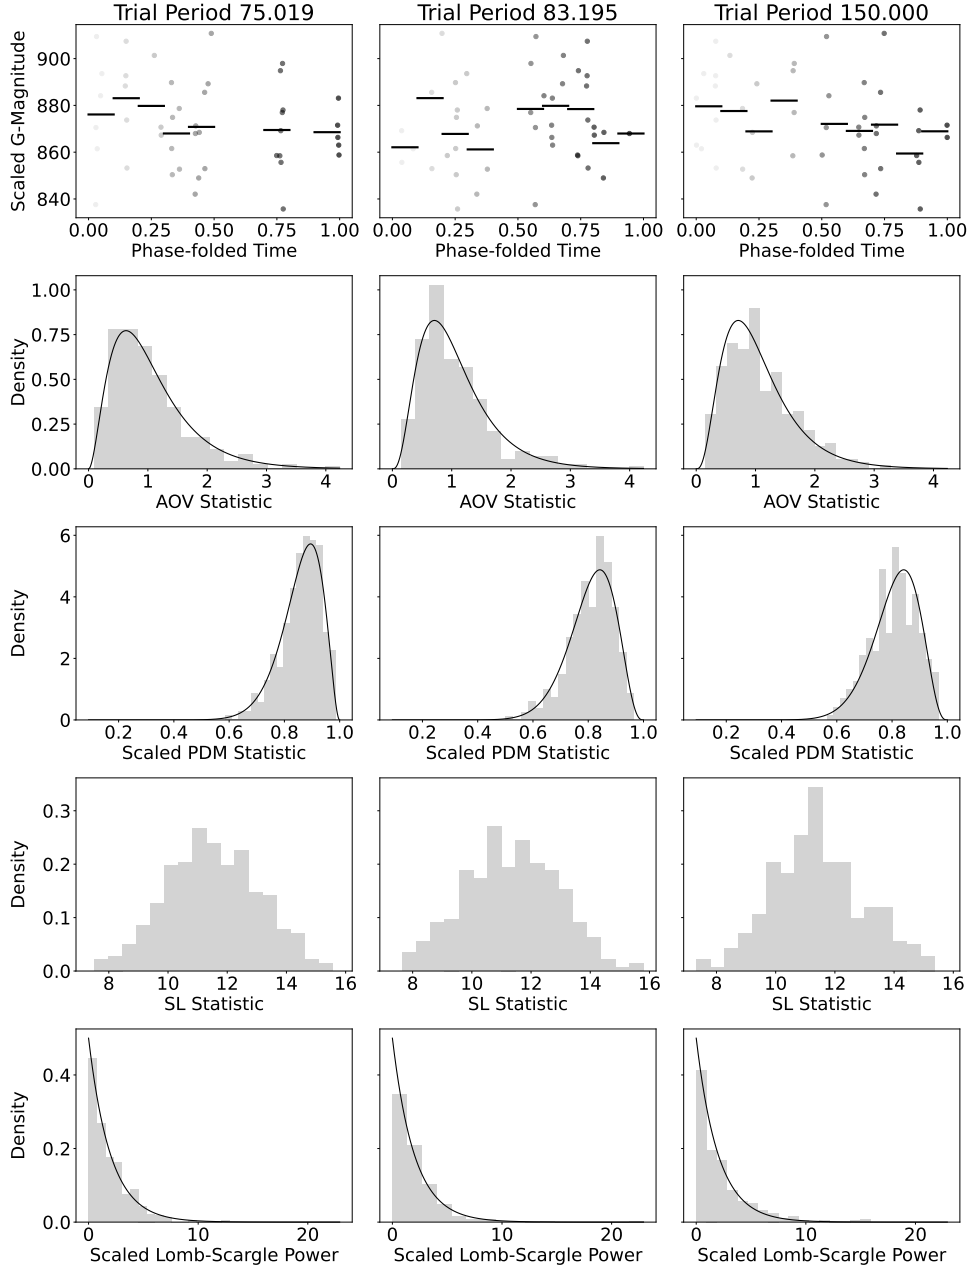 Trial Period 75.019 Trial Period 83.195 Trial Period 150.000
Scaled G-Magnitude
900
880
860
840
0.00 0.25 0.50 0.75 1.00 0.00 0.25 0.50 0.75 1.00 0.00 0.25 0.50 0.75 1.00
Phase-folded Time Phase-folded Time Phase-folded Time
Density
1.00
0.75
0.50
0.25
0.00
0 1 2 3 4 0 1 2 3 4 0 1 2 3 4
AOV Statistic AOV Statistic AOV Statistic
Density
6
4
2
0
0.2 0.4 0.6 0.8 1.0 0.2 0.4 0.6 0.8 1.0 0.2 0.4 0.6 0.8 1.0
Scaled PDM Statistic Scaled PDM Statistic Scaled PDM Statistic
Density
0.3
0.2
0.1
0.0
8 10 12 14 16 8 10 12 14 16 8 10 12 14 16
SL Statistic SL Statistic SL Statistic
Density
0.4
0.2
0.0
0 10 20 0 10 20 0 10 20
Scaled Lomb-Scargle Power Scaled Lomb-Scargle Power Scaled Lomb-Scargle Power